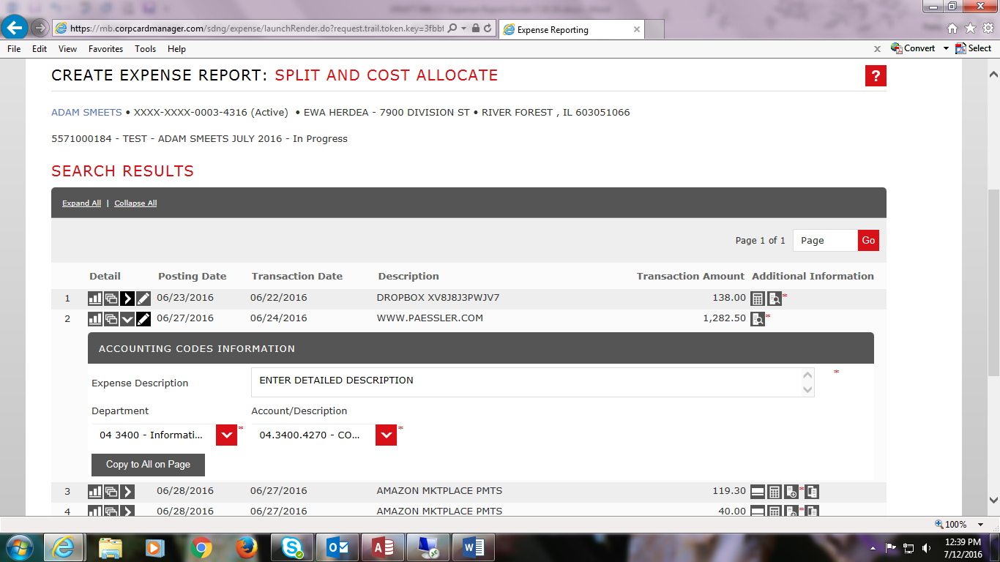 https://mb.corpcardmanager.com/sdng/expense/launchRender.do?request.trail.token.key=3fbbf
Expense Reporting
File Edit View Favorites Tools Help
Convert Select
CREATE EXPENSE REPORT: SPLIT AND COST ALLOCATE
?
ADAM SMEETS • XXXX-XXXX-0003-4316 (Active) • EWA HERDEA - 7900 DIVISION ST • RIVER FOREST , IL 603051066
5571000184 - TEST - ADAM SMEETS JULY 2016 - In Progress
SEARCH RESULTS
Expand All | Collapse All
Page 1 of 1 Page Go
Detail Posting Date Transaction Date Description Transaction Amount Additional Information
1 06/23/2016 06/22/2016 DROPBOX XV8J8J3PWJV7 138.00 *
2 06/27/2016 06/24/2016 WWW.PAESSLER.COM 1,282.50 *
ACCOUNTING CODES INFORMATION
Expense Description ENTER DETAILED DESCRIPTION *
Department Account/Description
04 3400 - Informati... * 04.3400.4270 - CO... *
Copy to All on Page
3 06/28/2016 06/27/2016 AMAZON MKTPLACE PMTS 119.30 *
4 06/28/2016 06/27/2016 AMAZON MKTPLACE PMTS 40.00 *
100%
12:39 PM
7/12/2016